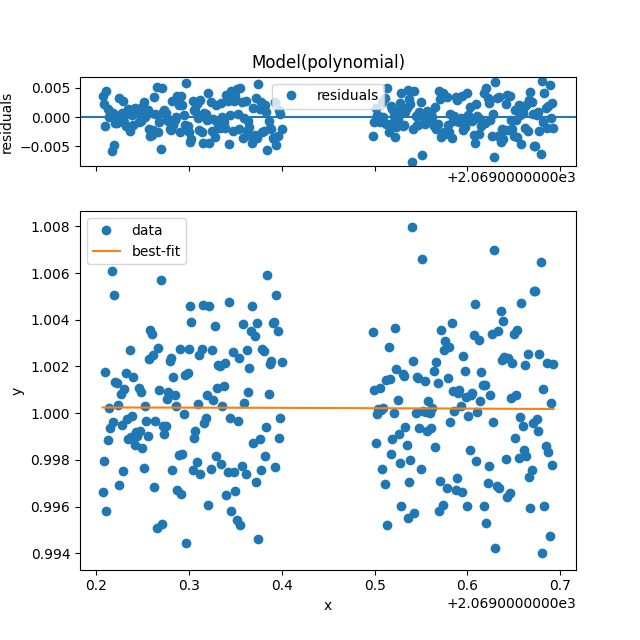 Model(polynomial)
0.005
0.000
−0.005
residuals
residuals
+2.0690000000e3
1.008
1.006
1.004
1.002
1.000
0.998
0.996
0.994
y
data
best-fit
0.2 0.3 0.4 0.5 0.6 0.7
x
+2.0690000000e3